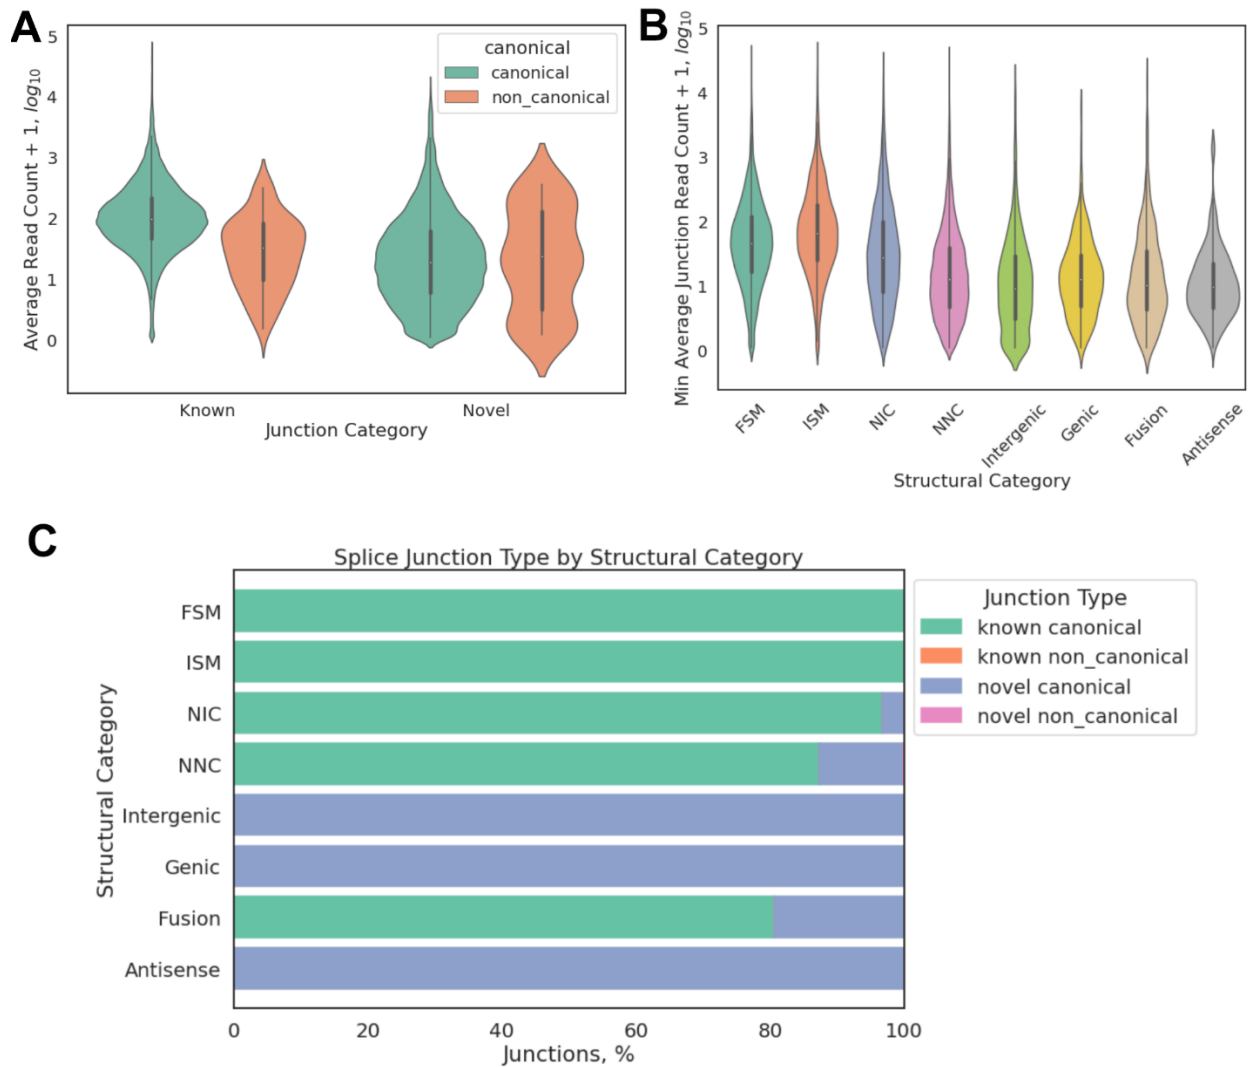 A
Average Read Count + 1, log10
5
4
3
2
1
0
canonical
canonical
non_canonical
Known
Novel
Junction Category
B
Min Average Junction Read Count + 1, log10
5
4
3
2
1
0
FSM
ISM
NIC
NNC
Intergenic
Genic
Fusion
Antisense
Structural Category
C
Splice Junction Type by Structural Category
Structural Category
FSM
ISM
NIC
NNC
Intergenic
Genic
Fusion
Antisense
0 20 40 60 80 100
Junctions, %
Junction Type
known canonical
known non_canonical
novel canonical
novel non_canonical